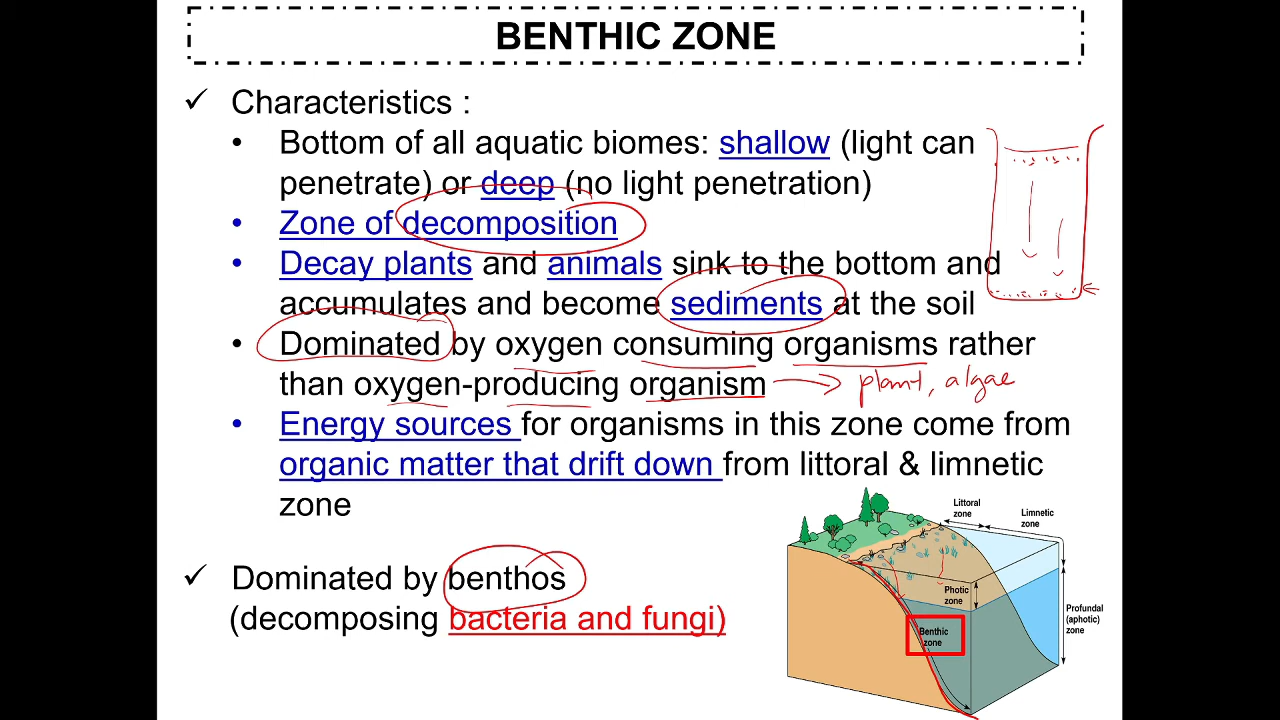 BENTHIC ZONE
✓ Characteristics :
• Bottom of all aquatic biomes: shallow (light can
penetrate) or deep (no light penetration)
• Zone of decomposition
• Decay plants and animals sink to the bottom and
accumulates and become sediments at the soil
• Dominated by oxygen consuming organisms rather
than oxygen-producing organism
plant, algae
• Energy sources for organisms in this zone come from
organic matter that drift down from littoral & limnetic
zone
✓ Dominated by benthos
(decomposing bacteria and fungi)
Littoral
zone
Limnetic
zone
Photic
zone
Benthic
zone
Profundal
(aphotic)
zone